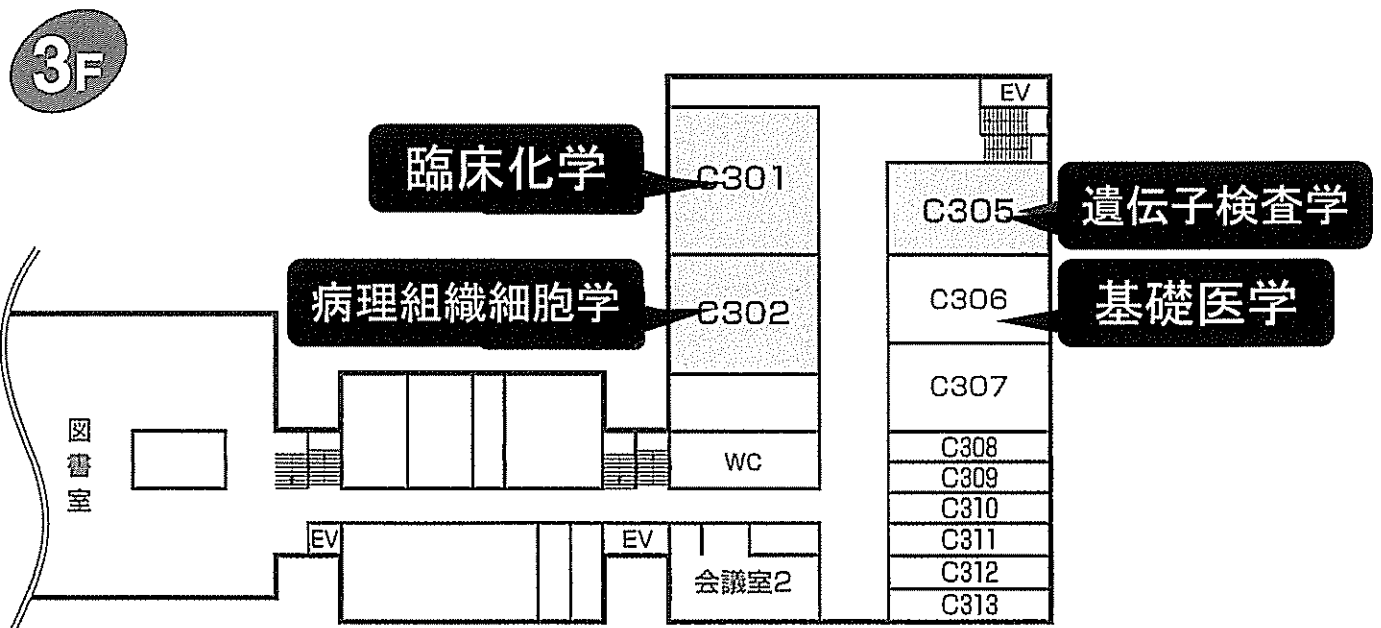 3F
EV
臨床化学
C301
C305
遺伝子検査学
病理組織細胞学
C302
C306
基礎医学
C307
図書室
WC
C308
C309
C310
EV
EV
C311
会議室2
C312
C313